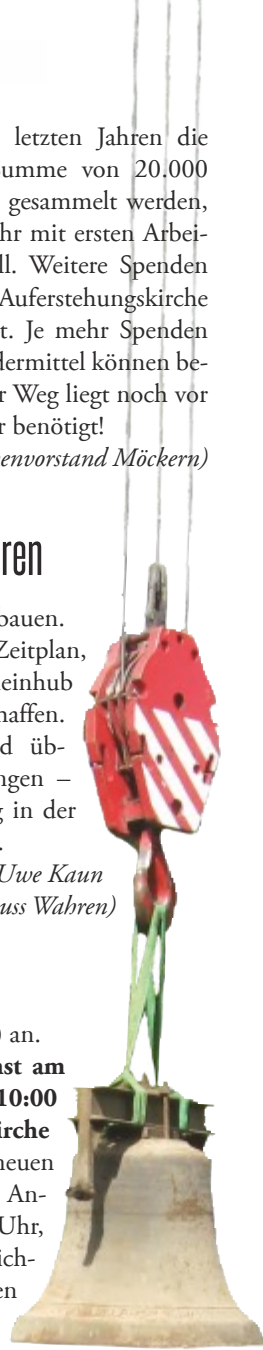 letzten Jahren die
umme von 20.000
gesammelt werden,
hr mit ersten Arbei-
ll. Weitere Spenden
Auferstehungskirche
t. Je mehr Spenden
dermittel können be-
r Weg liegt noch vor
r benötigt!
envorstand Möckern)
ren
bauen.
Zeitplan,
einhub
haffen.
d üb-
ngen –
g in der
.
Uwe Kaun
uss Wahren)
) an.
nst am
10:00
irche
neuen
An-
Uhr,
ich-
en